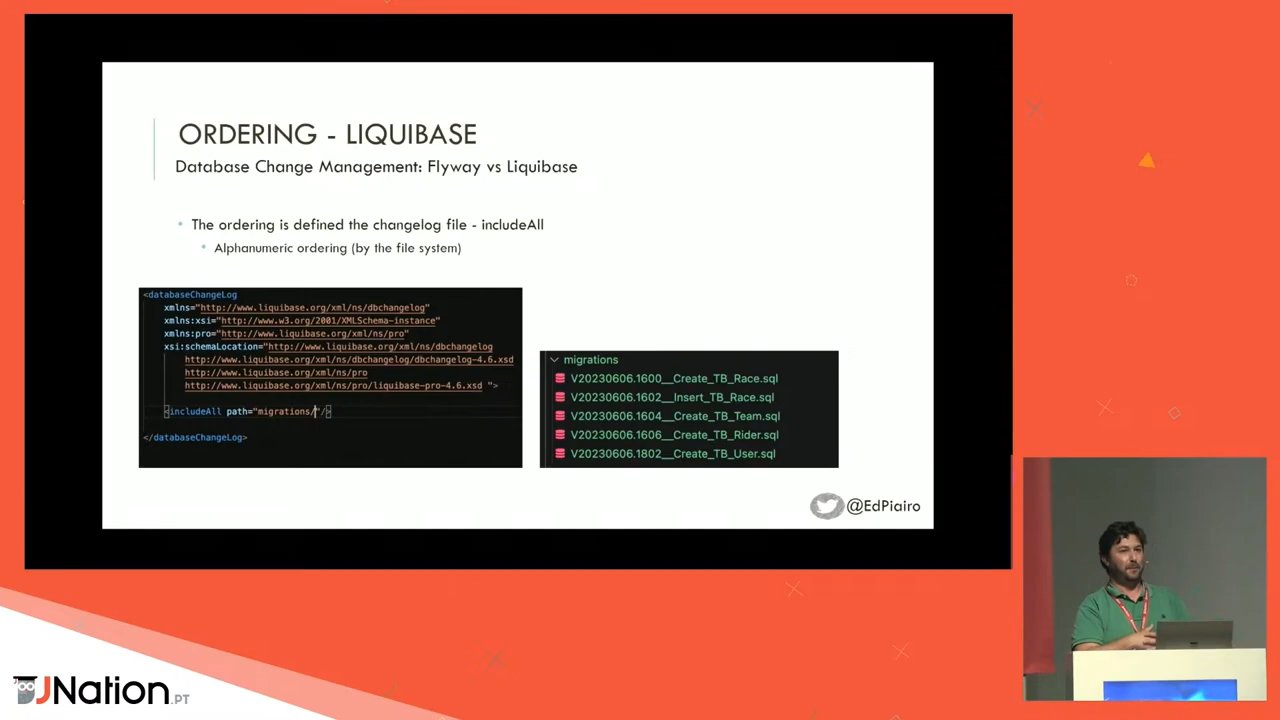 ORDERING - LIQUIBASE
Database Change Management: Flyway vs Liquibase
The ordering is defined the changelog file - includeAll
Alphanumeric ordering (by the file system)
<databaseChangeLog
xmlns="http://www.liquibase.org/xml/ns/dbchangelog"
xmlns:xsi="http://www.w3.org/2001/XMLSchema-instance"
xmlns:pro="http://www.liquibase.org/xml/ns/pro"
xsi:schemaLocation="http://www.liquibase.org/xml/ns/dbchangelog
http://www.liquibase.org/xml/ns/dbchangelog/dbchangelog-4.6.xsd
http://www.liquibase.org/xml/ns/pro
http://www.liquibase.org/xml/ns/pro/liquibase-pro-4.6.xsd ">
<includeAll path="migrations/"/>
</databaseChangeLog>
migrations
V20230606.1600__Create_TB_Race.sql
V20230606.1602__Insert_TB_Race.sql
V20230606.1604__Create_TB_Team.sql
V20230606.1606__Create_TB_Rider.sql
V20230606.1802__Create_TB_User.sql
@EdPiairo
JNation.PT